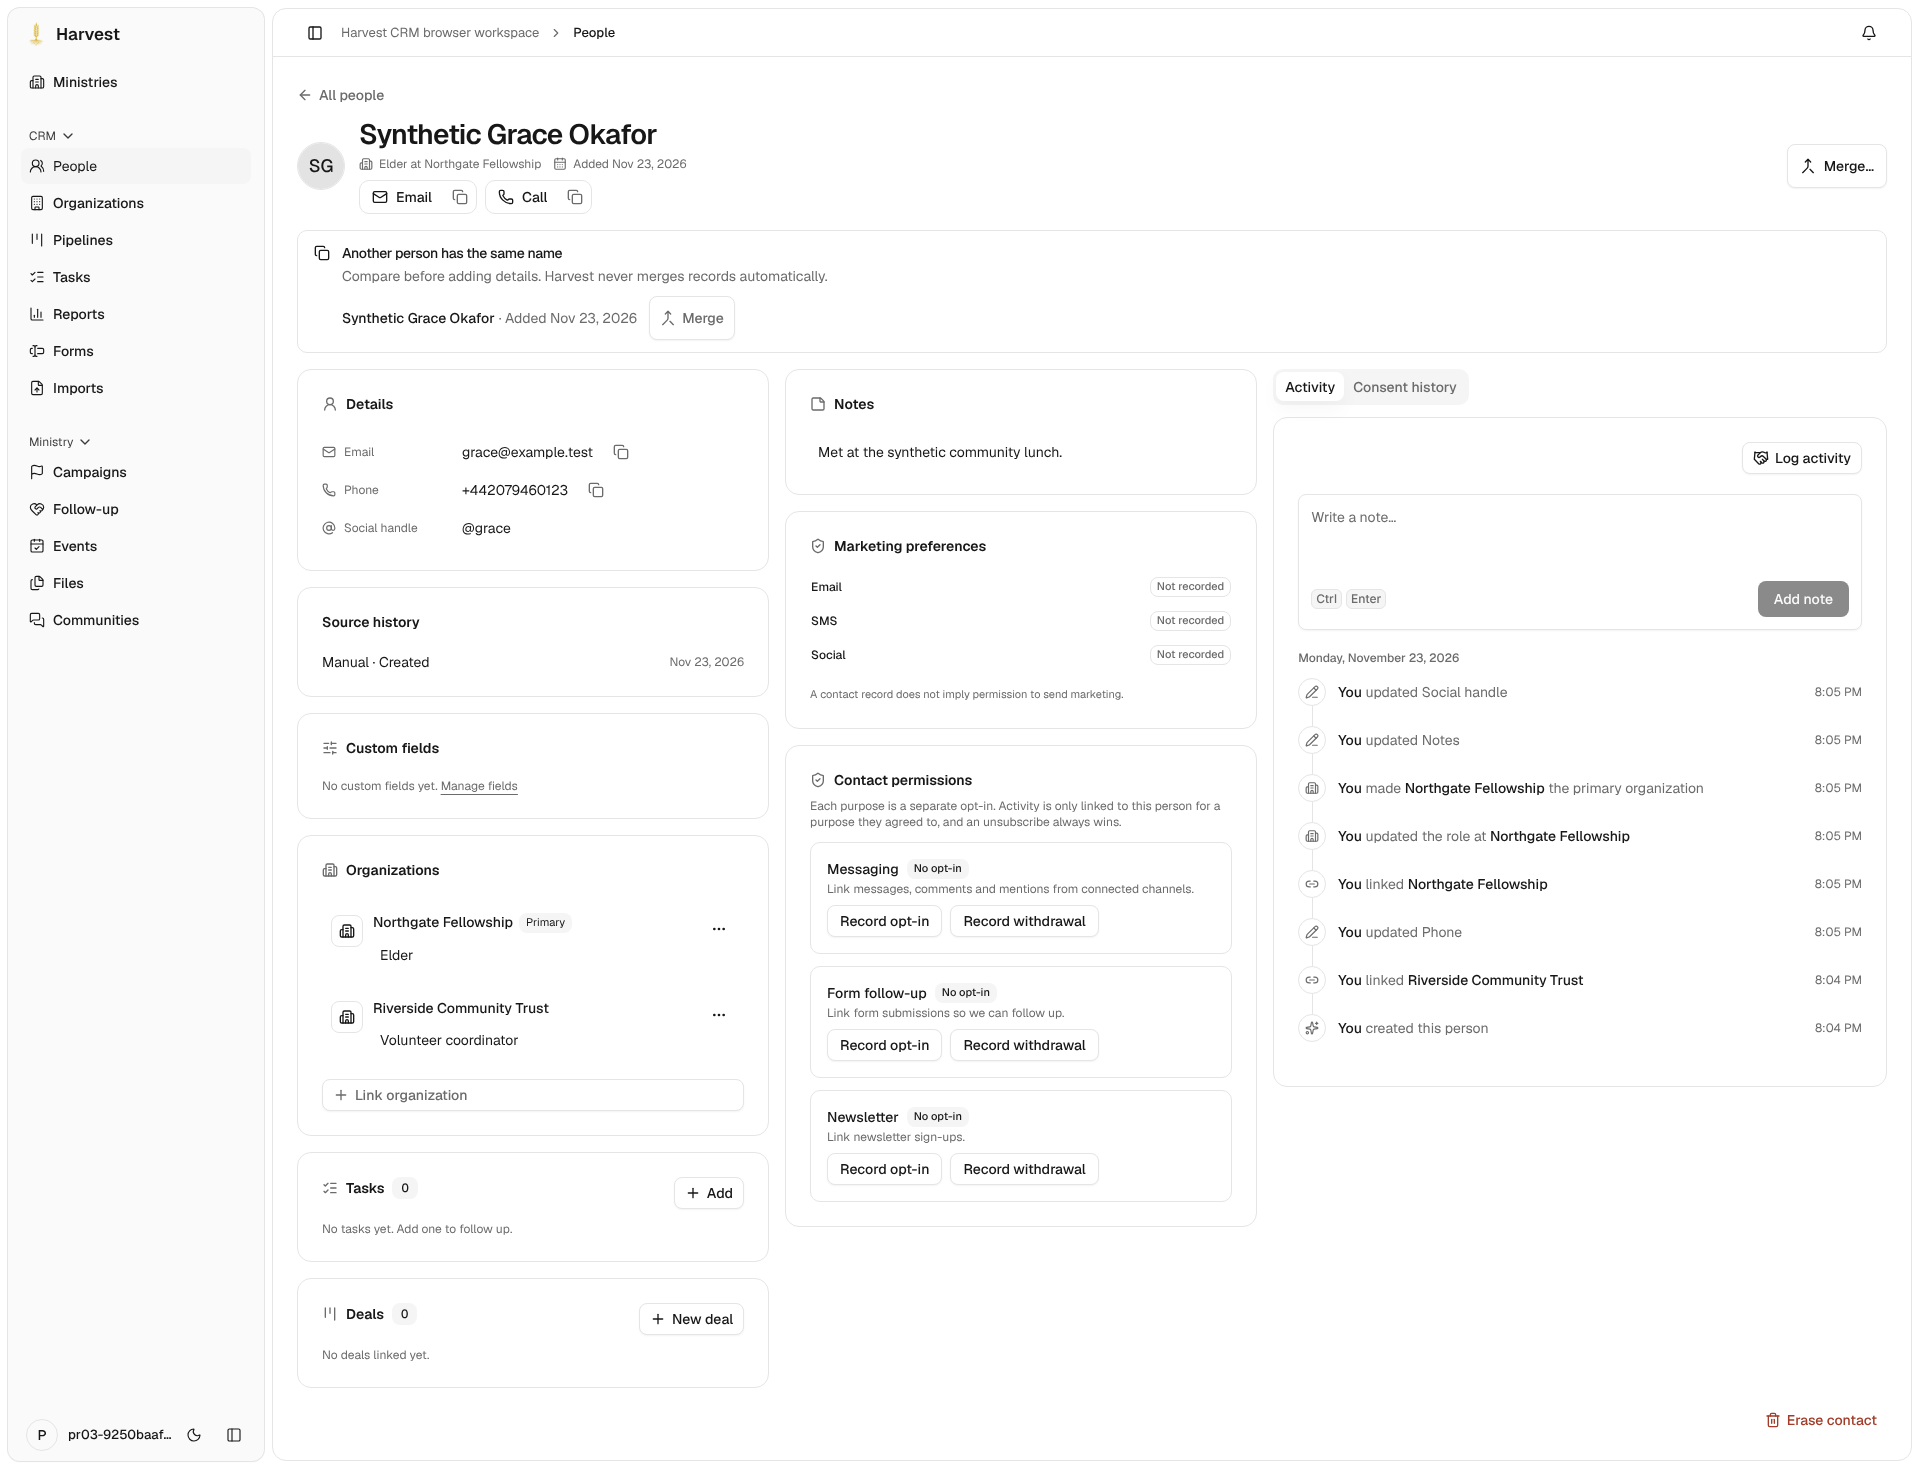 Harvest
Ministries
CRM
People
Organizations
Pipelines
Tasks
Reports
Forms
Imports
Ministry
Campaigns
Follow-up
Events
Files
Communities
P pr03-9250baaf...
Harvest CRM browser workspace > People
All people
SG
Synthetic Grace Okafor
Elder at Northgate Fellowship Added Nov 23, 2026
Email Call
Merge...
Another person has the same name
Compare before adding details. Harvest never merges records automatically.
Synthetic Grace Okafor · Added Nov 23, 2026 Merge
Details
Email grace@example.test
Phone +442079460123
Social handle @grace
Source history
Manual · Created Nov 23, 2026
Custom fields
No custom fields yet. Manage fields
Organizations
Northgate Fellowship Primary
Elder
Riverside Community Trust
Volunteer coordinator
Link organization
Tasks 0 Add
No tasks yet. Add one to follow up.
Deals 0 New deal
No deals linked yet.
Notes
Met at the synthetic community lunch.
Marketing preferences
Email Not recorded
SMS Not recorded
Social Not recorded
A contact record does not imply permission to send marketing.
Contact permissions
Each purpose is a separate opt-in. Activity is only linked to this person for a
purpose they agreed to, and an unsubscribe always wins.
Messaging No opt-in
Link messages, comments and mentions from connected channels.
Record opt-in Record withdrawal
Form follow-up No opt-in
Link form submissions so we can follow up.
Record opt-in Record withdrawal
Newsletter No opt-in
Link newsletter sign-ups.
Record opt-in Record withdrawal
Activity Consent history
Log activity
Write a note...
Ctrl Enter Add note
Monday, November 23, 2026
You updated Social handle 8:05 PM
You updated Notes 8:05 PM
You made Northgate Fellowship the primary organization 8:05 PM
You updated the role at Northgate Fellowship 8:05 PM
You linked Northgate Fellowship 8:05 PM
You updated Phone 8:05 PM
You linked Riverside Community Trust 8:04 PM
You created this person 8:04 PM
Erase contact